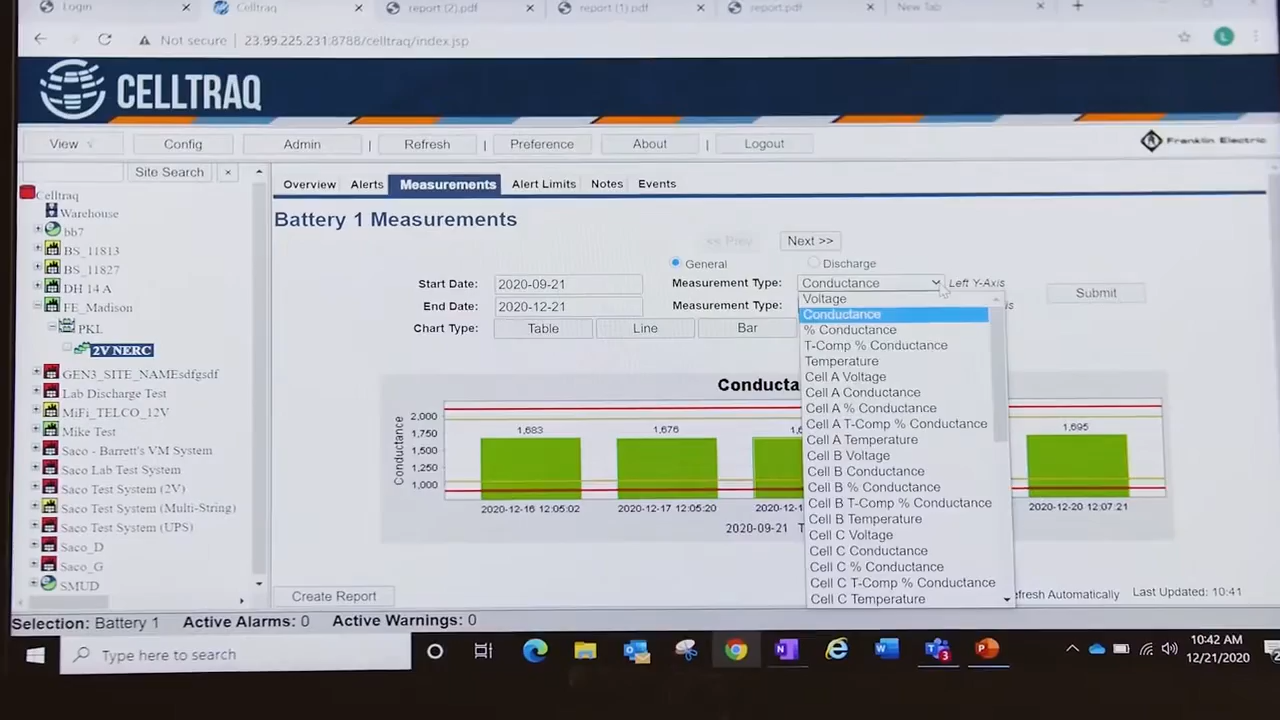 Login
Celltraq
report (2).pdf
report (1).pdf
report.pdf
New Tab
Not secure
23.99.225.231:8788/celltraq/index.jsp
L
CELLTRAQ
View
Config
Admin
Refresh
Preference
About
Logout
Franklin Electric
Site Search
Celltraq
Warehouse
bb7
BS_11813
BS_11827
DH 14 A
FE_Madison
PKL
2V NERC
GEN3_SITE_NAMEsdfgsdf
Lab Discharge Test
MiFi_TELCO_12V
Mike Test
Saco - Barrett's VM System
Saco Lab Test System
Saco Test System (2V)
Saco Test System (Multi-String)
Saco Test System (UPS)
Saco_D
Saco_G
SMUD
Overview
Alerts
Measurements
Alert Limits
Notes
Events
Battery 1 Measurements
<< Prev
Next >>
General
Discharge
Start Date:
2020-09-21
Measurement Type:
Conductance
Left Y-Axis
End Date:
2020-12-21
Measurement Type:
Submit
Chart Type:
Table
Line
Bar
Voltage
Conductance
% Conductance
T-Comp % Conductance
Temperature
Cell A Voltage
Cell A Conductance
Cell A % Conductance
Cell A T-Comp % Conductance
Cell A Temperature
Cell B Voltage
Cell B Conductance
Cell B % Conductance
Cell B T-Comp % Conductance
Cell B Temperature
Cell C Voltage
Cell C Conductance
Cell C % Conductance
Cell C T-Comp % Conductance
Cell C Temperature
Conductance
2,000
1,750
1,500
1,250
1,000
1,683
1,676
1,695
2020-12-16 12:05:02
2020-12-17 12:05:20
2020-12-20 12:07:21
2020-09-21
Create Report
Automatically
Last Updated: 10:41
Selection: Battery 1
Active Alarms: 0
Active Warnings: 0
Type here to search
10:42 AM
12/21/2020